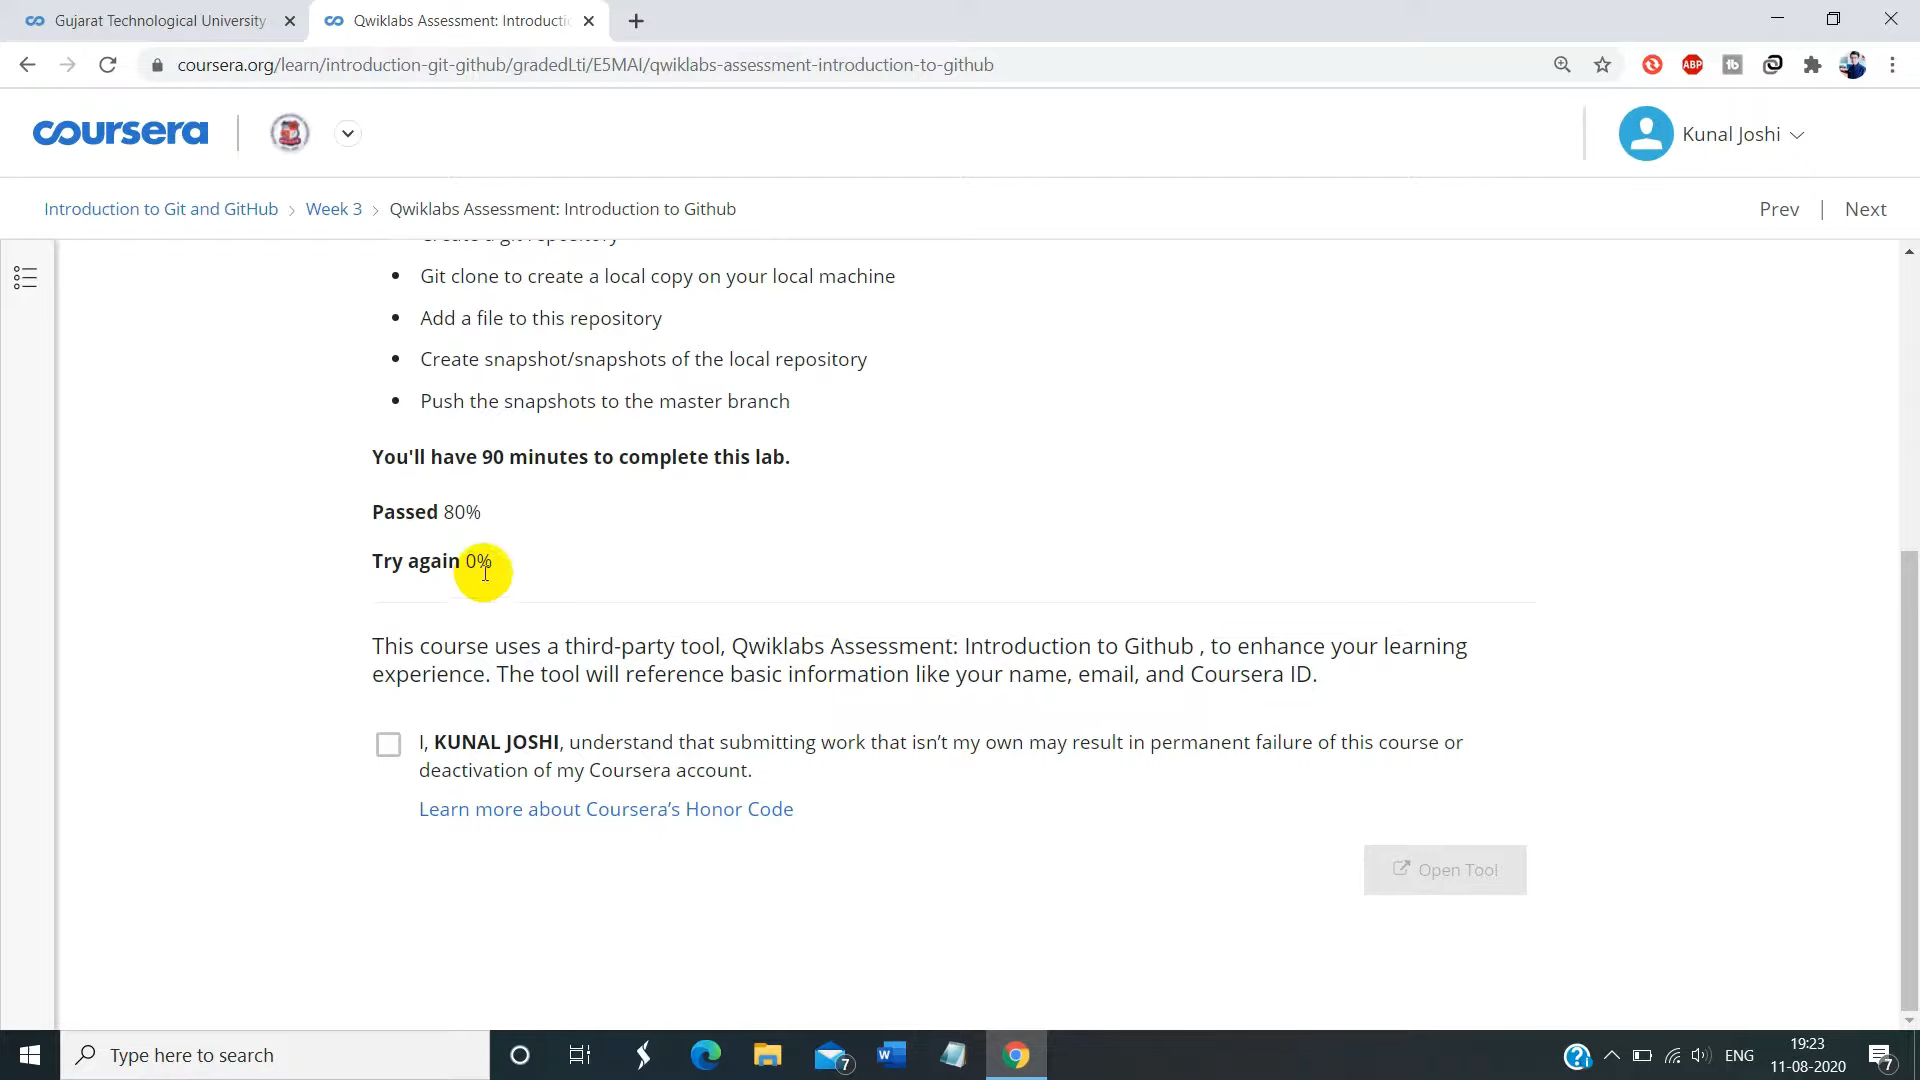 Gujarat Technological University
Qwiklabs Assessment: Introducti
coursera.org/learn/introduction-git-github/gradedLti/E5MAI/qwiklabs-assessment-introduction-to-github
ABP
coursera
Kunal Joshi
Introduction to Git and GitHub > Week 3 > Qwiklabs Assessment: Introduction to Github
Prev | Next
Create a git repository
• Git clone to create a local copy on your local machine
• Add a file to this repository
• Create snapshot/snapshots of the local repository
• Push the snapshots to the master branch
You'll have 90 minutes to complete this lab.
Passed 80%
Try again 0%
This course uses a third-party tool, Qwiklabs Assessment: Introduction to Github , to enhance your learning
experience. The tool will reference basic information like your name, email, and Coursera ID.
I, KUNAL JOSHI, understand that submitting work that isn’t my own may result in permanent failure of this course or
deactivation of my Coursera account.
Learn more about Coursera’s Honor Code
Open Tool
Type here to search
7
W
ENG
19:23
11-08-2020
7